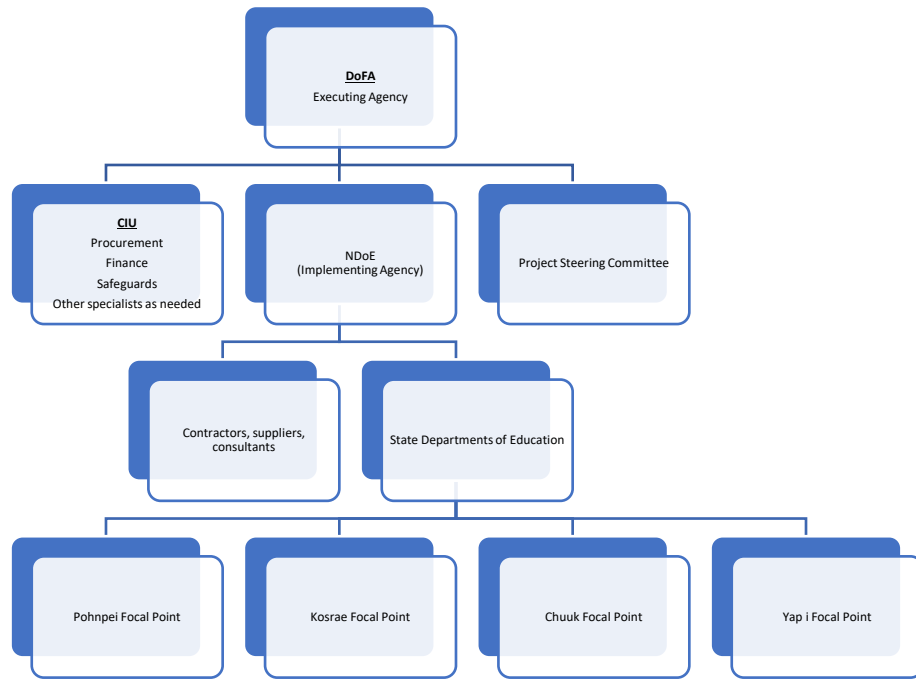 DoFA
Executing Agency
CIU
Procurement
Finance
Safeguards
Other specialists as needed
NDoE
(Implementing Agency)
Project Steering Committee
Contractors, suppliers,
consultants
State Departments of Education
Pohnpei Focal Point
Kosrae Focal Point
Chuuk Focal Point
Yap i Focal Point